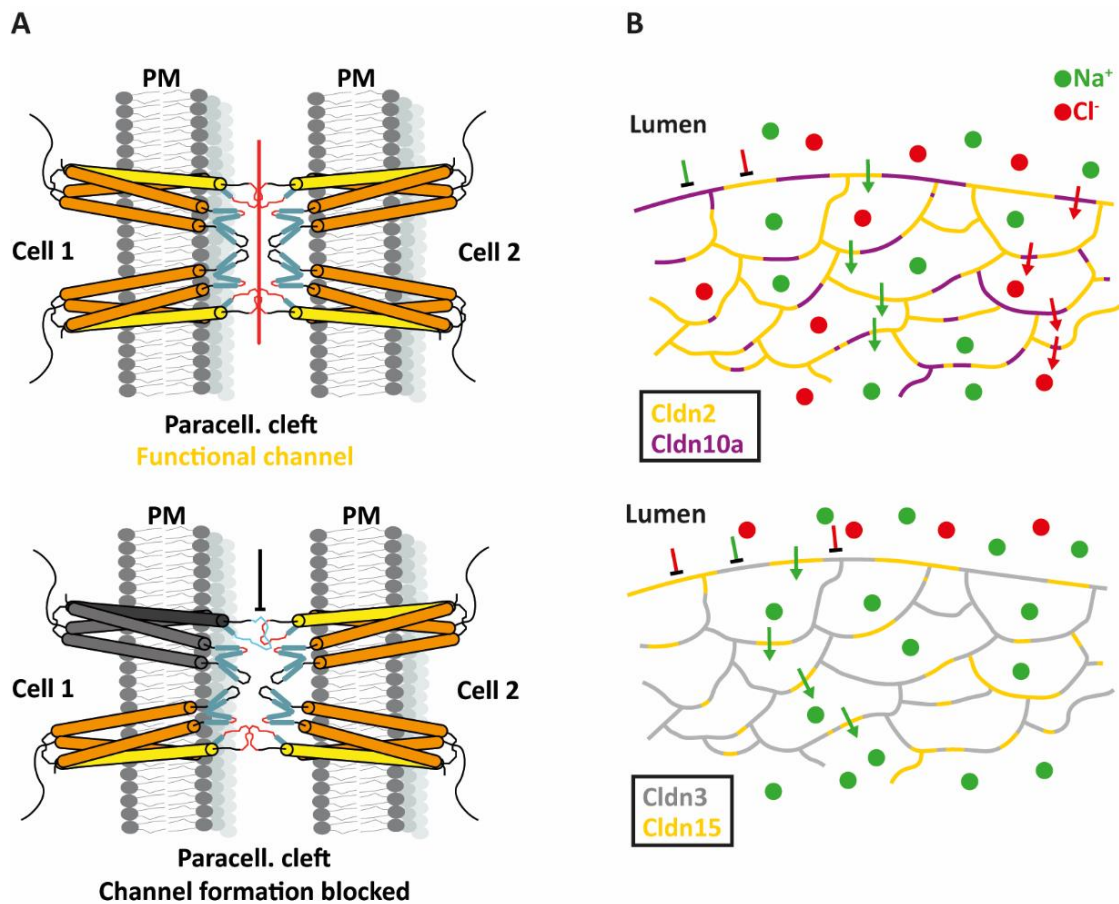 A
PM
PM
Cell 1
Cell 2
Paracell. cleft
Functional channel
PM
PM
Cell 1
Cell 2
Paracell. cleft
Channel formation blocked
B
Na⁺
Cl⁻
Lumen
Cldn2
Cldn10a
Lumen
Cldn3
Cldn15